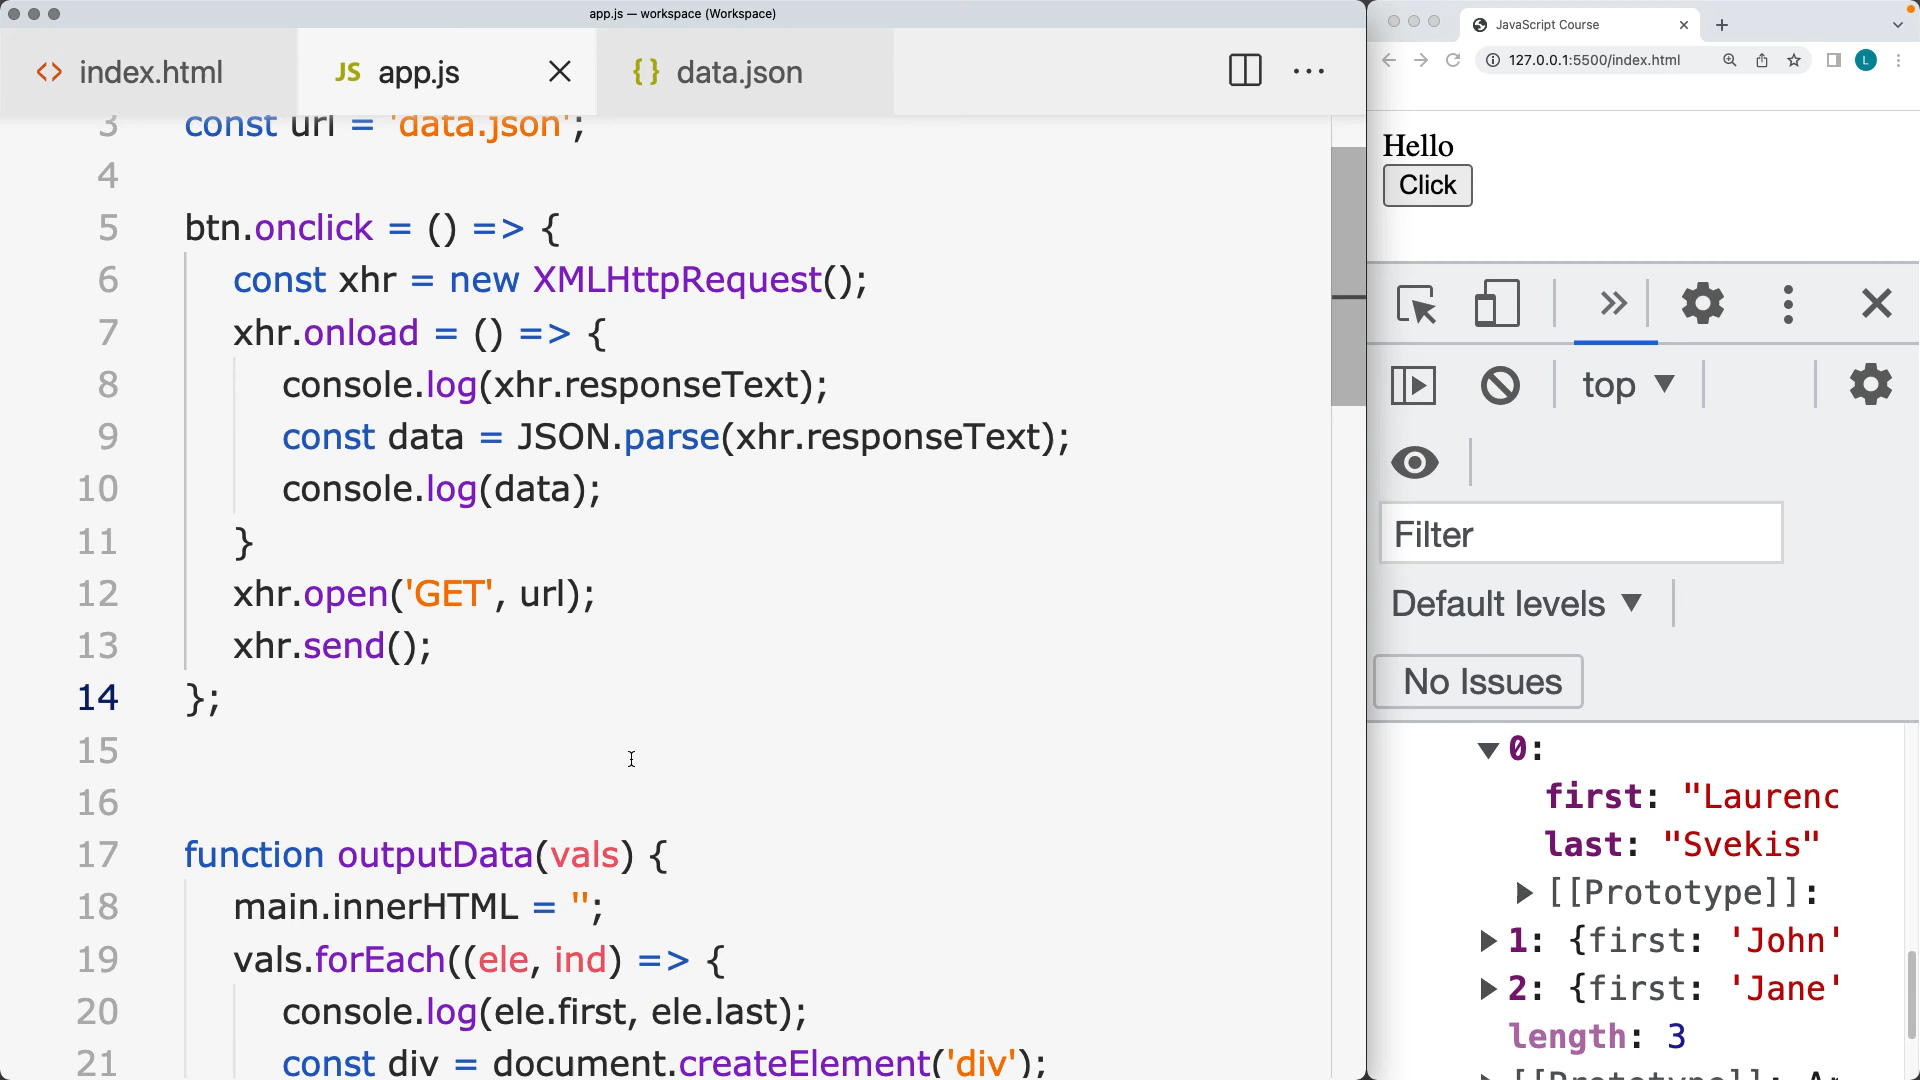 app.js — workspace (Workspace)
index.html
JS app.js
{} data.json
3 const url = 'data.json';
4
5 btn.onclick = () => {
6 const xhr = new XMLHttpRequest();
7 xhr.onload = () => {
8 console.log(xhr.responseText);
9 const data = JSON.parse(xhr.responseText);
10 console.log(data);
11 }
12 xhr.open('GET', url);
13 xhr.send();
14 };
15
16
17 function outputData(vals) {
18 main.innerHTML = '';
19 vals.forEach((ele, ind) => {
20 console.log(ele.first, ele.last);
21 const div = document.createElement('div');
JavaScript Course
127.0.0.1:5500/index.html
L
Hello
Click
top
Filter
Default levels
No Issues
0:
first: "Laurenc
last: "Svekis"
[[Prototype]]:
1: {first: 'John'
2: {first: 'Jane'
length: 3
[[Prototype]]: